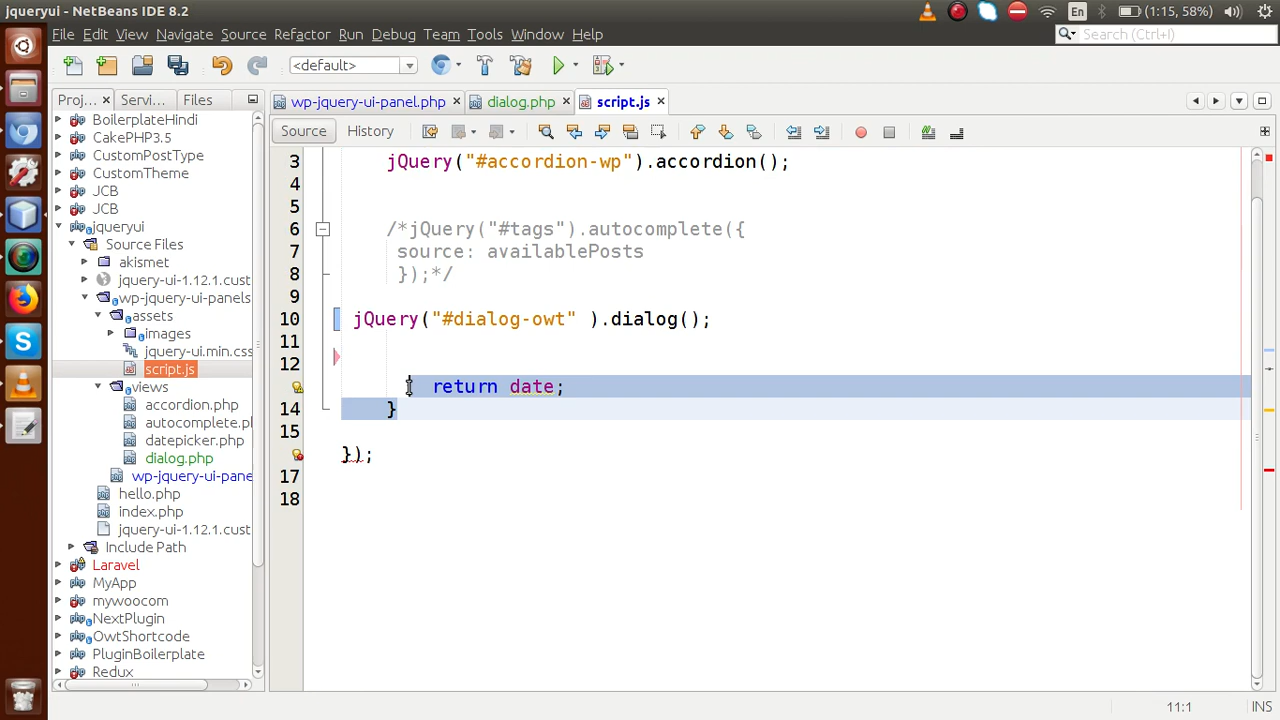 jqueryui - NetBeans IDE 8.2
En
(1:15, 58%)
File Edit View Navigate Source Refactor Run Debug Team Tools Window Help
Search (Ctrl+I)
<default>
Proj...
Servi...
Files
wp-jquery-ui-panel.php
dialog.php
script.js
Source
History
BoilerplateHindi
CakePHP3.5
CustomPostType
CustomTheme
JCB
JCB
jqueryui
Source Files
akismet
jquery-ui-1.12.1.cust
wp-jquery-ui-panels
assets
images
jquery-ui.min.css
script.js
views
accordion.php
autocomplete.p
datepicker.php
dialog.php
wp-jquery-ui-pane
hello.php
index.php
jquery-ui-1.12.1.cust
Include Path
Laravel
MyApp
mywoocom
NextPlugin
OwtShortcode
PluginBoilerplate
Redux
3 jQuery("#accordion-wp").accordion();
4
5
6 /*jQuery("#tags").autocomplete({
7 source: availablePosts
8 });*/
9
10 jQuery("#dialog-owt" ).dialog();
11
12
return date;
14 }
15
});
17
18
11:1
INS